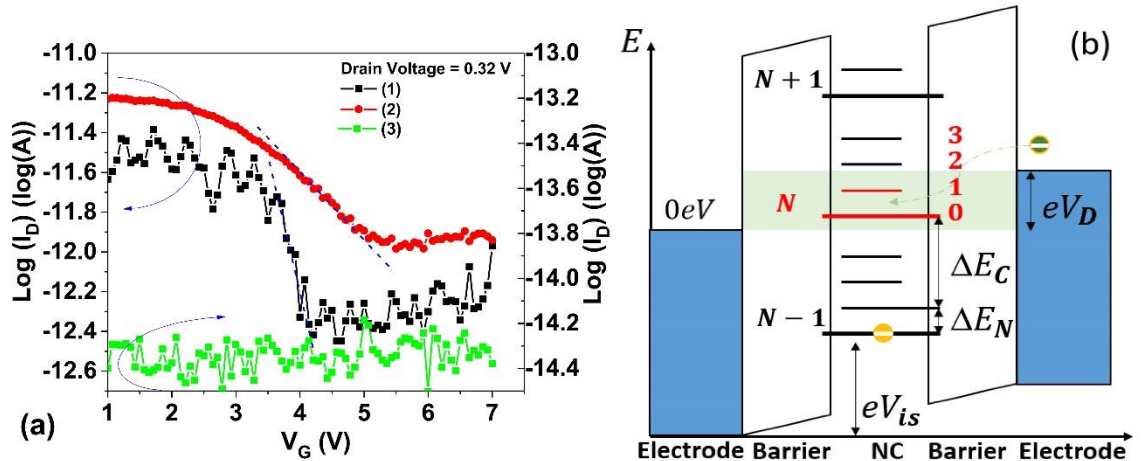 -11.0
-11.2
-11.4
-11.6
-11.8
-12.0
-12.2
-12.4
-12.6
Log (I_D) (log(A))
Drain Voltage = 0.32 V
(1)
(2)
(3)
-13.0
-13.2
-13.4
-13.6
-13.8
-14.0
-14.2
-14.4
Log (I_D) (log(A))
1 2 3 4 5 6 7
V_G (V)
(a)
E
(b)
N + 1
3
2
1
0
0eV
N
eV_D
ΔE_C
N − 1
ΔE_N
eV_is
Electrode Barrier NC Barrier Electrode